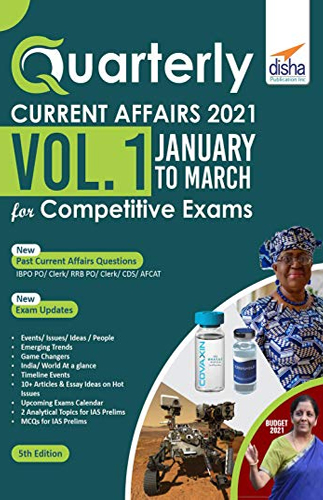 disha
Publication Inc
Quarterly
CURRENT AFFAIRS 2021
VOL. 1 JANUARY TO MARCH
for Competitive Exams
New
Past Current Affairs Questions
IBPO PO/ Clerk/ RRB PO/ Clerk/ CDS/ AFCAT
New
Exam Updates
• Events/ Issues/ Ideas / People
• Emerging Trends
• Game Changers
• India/ World At a glance
• Timeline Events
• 10+ Articles & Essay Ideas on Hot
Issues
• Upcoming Exams Calendar
• 2 Analytical Topics for IAS Prelims
• MCQs for IAS Prelims
5th Edition
COVAXIN
BUDGET
2021